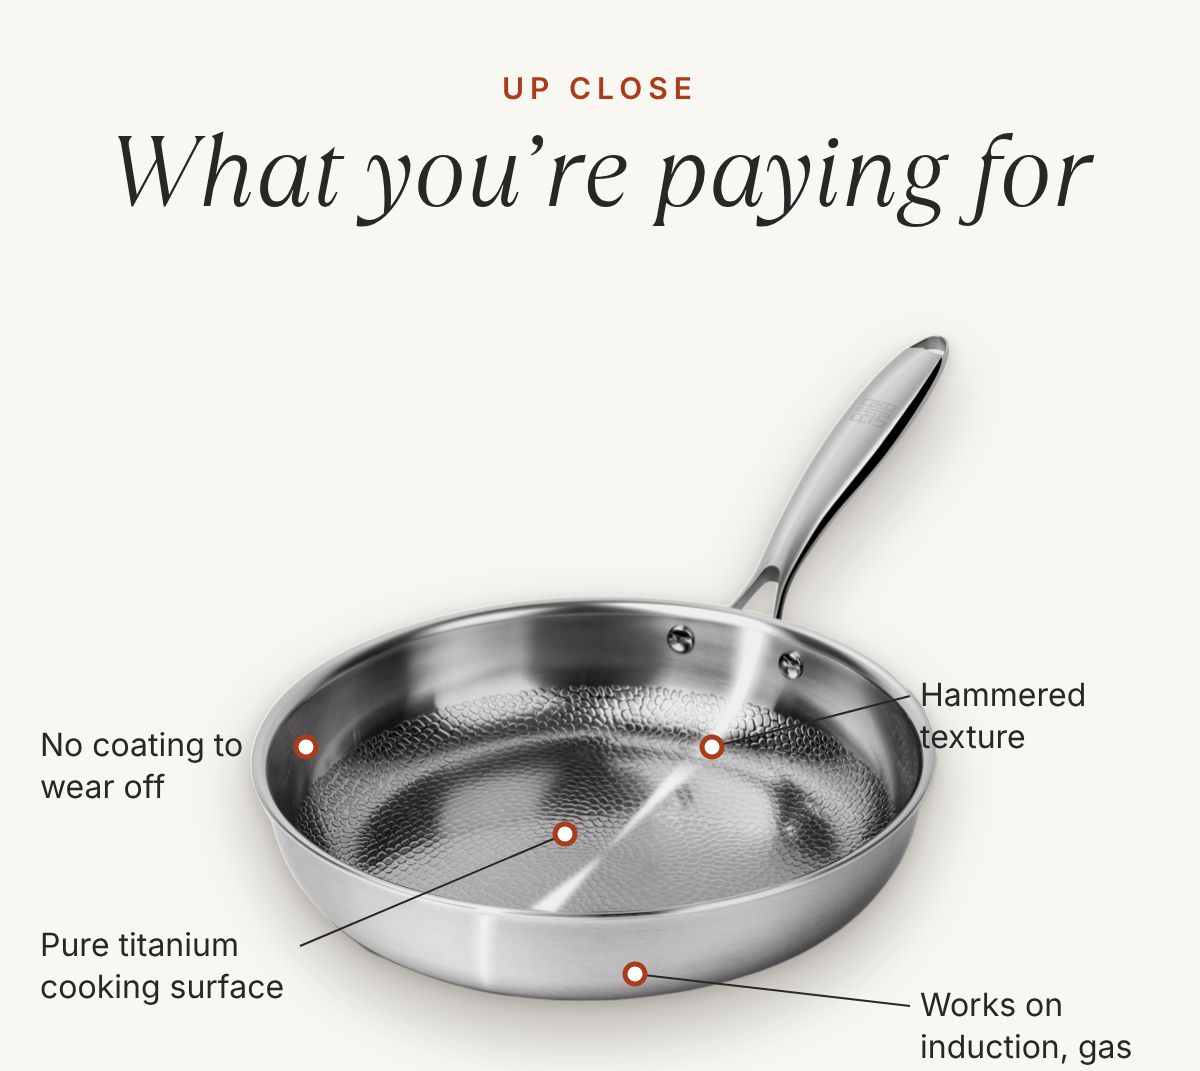 UP CLOSE
What you’re paying for
Hammered
texture
No coating to
wear off
Pure titanium
cooking surface
Works on
induction, gas